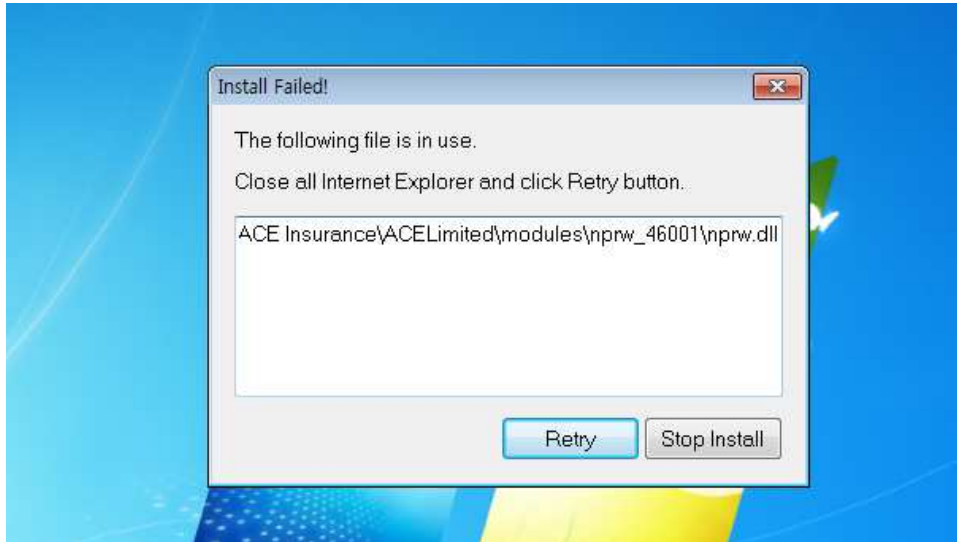 Install Failed!
The following file is in use.
Close all Internet Explorer and click Retry button.
ACE Insurance\ACELimited\modules\nprw_46001\nprw.dll
Retry
Stop Install